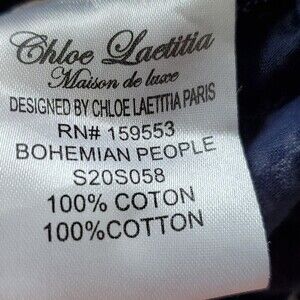 Chloe Laetitia
Maison de luxe
DESIGNED BY CHLOE LAETITIA PARIS
RN# 159553
BOHEMIAN PEOPLE
S20S058
100% COTON
100%COTTON